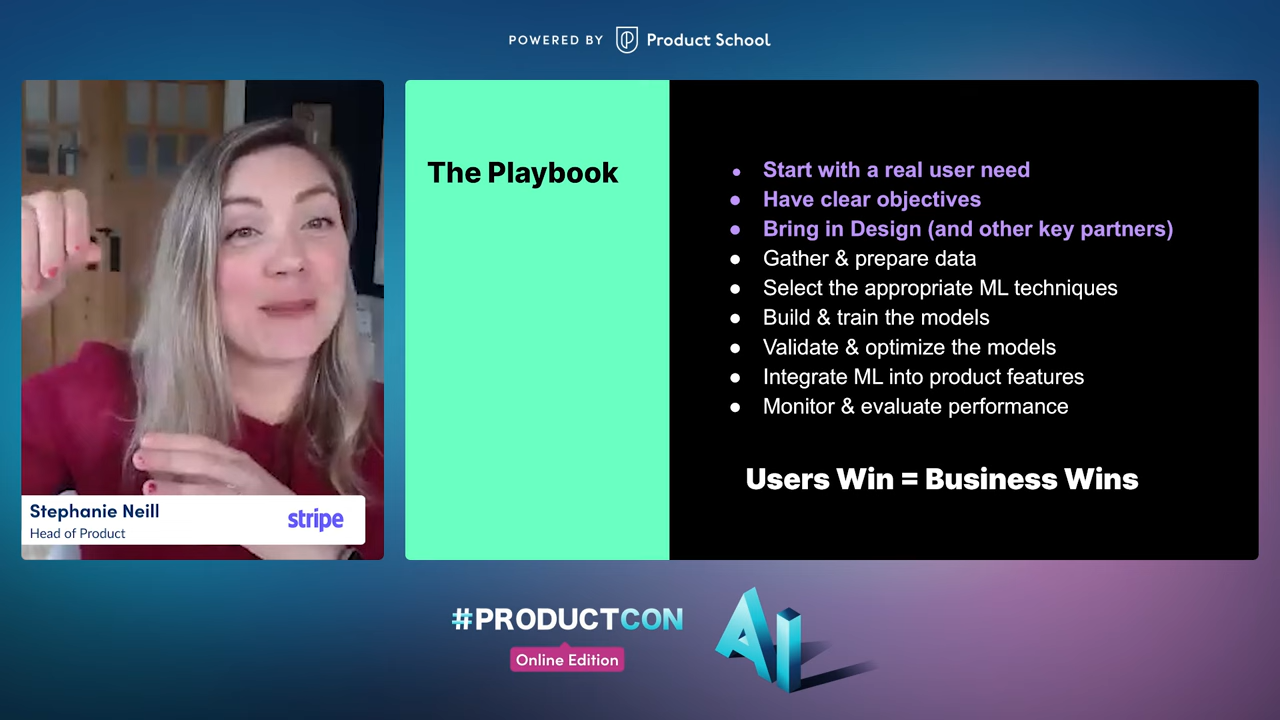 POWERED BY Product School
The Playbook
● Start with a real user need
● Have clear objectives
● Bring in Design (and other key partners)
● Gather & prepare data
● Select the appropriate ML techniques
● Build & train the models
● Validate & optimize the models
● Integrate ML into product features
● Monitor & evaluate performance
Users Win = Business Wins
Stephanie Neill
Head of Product
stripe
#PRODUCTCON
Online Edition
AI